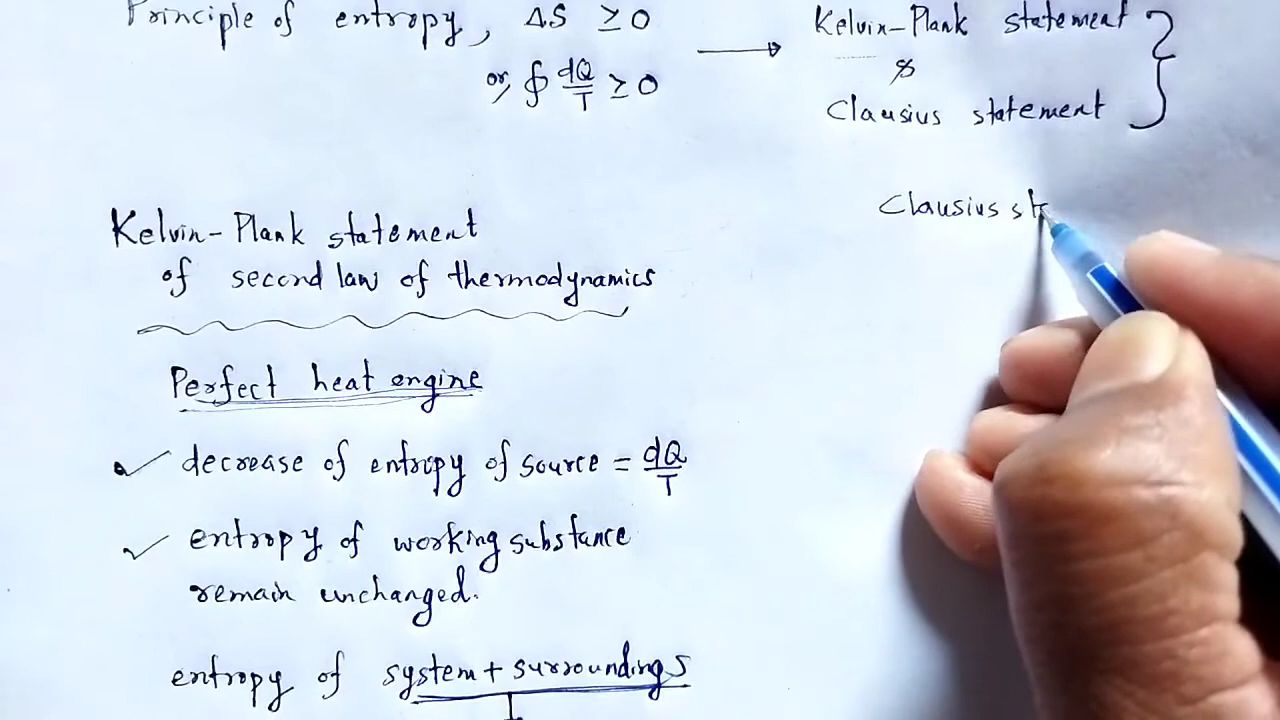 Principle of entropy, ΔS ≥ 0
or, ∮ dQ/T ≥ 0
Kelvin-Plank statement
&
Clausius statement
Kelvin-Plank statement
of second law of thermodynamics
Perfect heat engine
decrease of entropy of source = dQ/T
entropy of working substance
remain unchanged.
entropy of system + surroundings
Clausius st